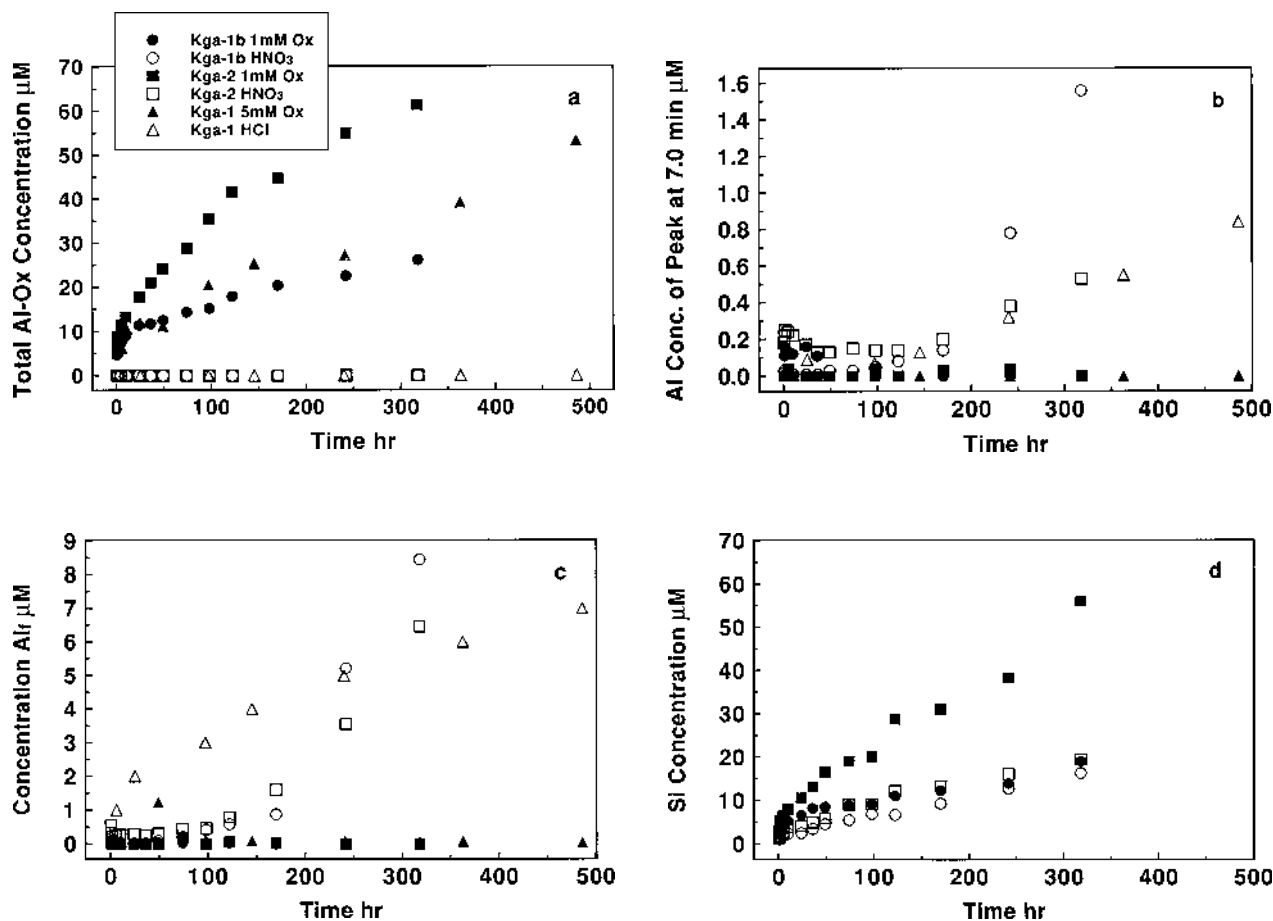 Kga-1b 1mM Ox
Kga-1b HNO₃
Kga-2 1mM Ox
Kga-2 HNO₃
Kga-1 5mM Ox
Kga-1 HCl
a
Total Al-Ox Concentration μM
70
60
50
40
30
20
10
0
0 100 200 300 400 500
Time hr
b
Al Conc. of Peak at 7.0 min μM
1.6
1.4
1.2
1.0
0.8
0.6
0.4
0.2
0.0
0 100 200 300 400 500
Time hr
c
Concentration Alf μM
9
8
7
6
5
4
3
2
1
0
0 100 200 300 400 500
Time hr
d
Si Concentration μM
70
60
50
40
30
20
10
0
0 100 200 300 400 500
Time hr